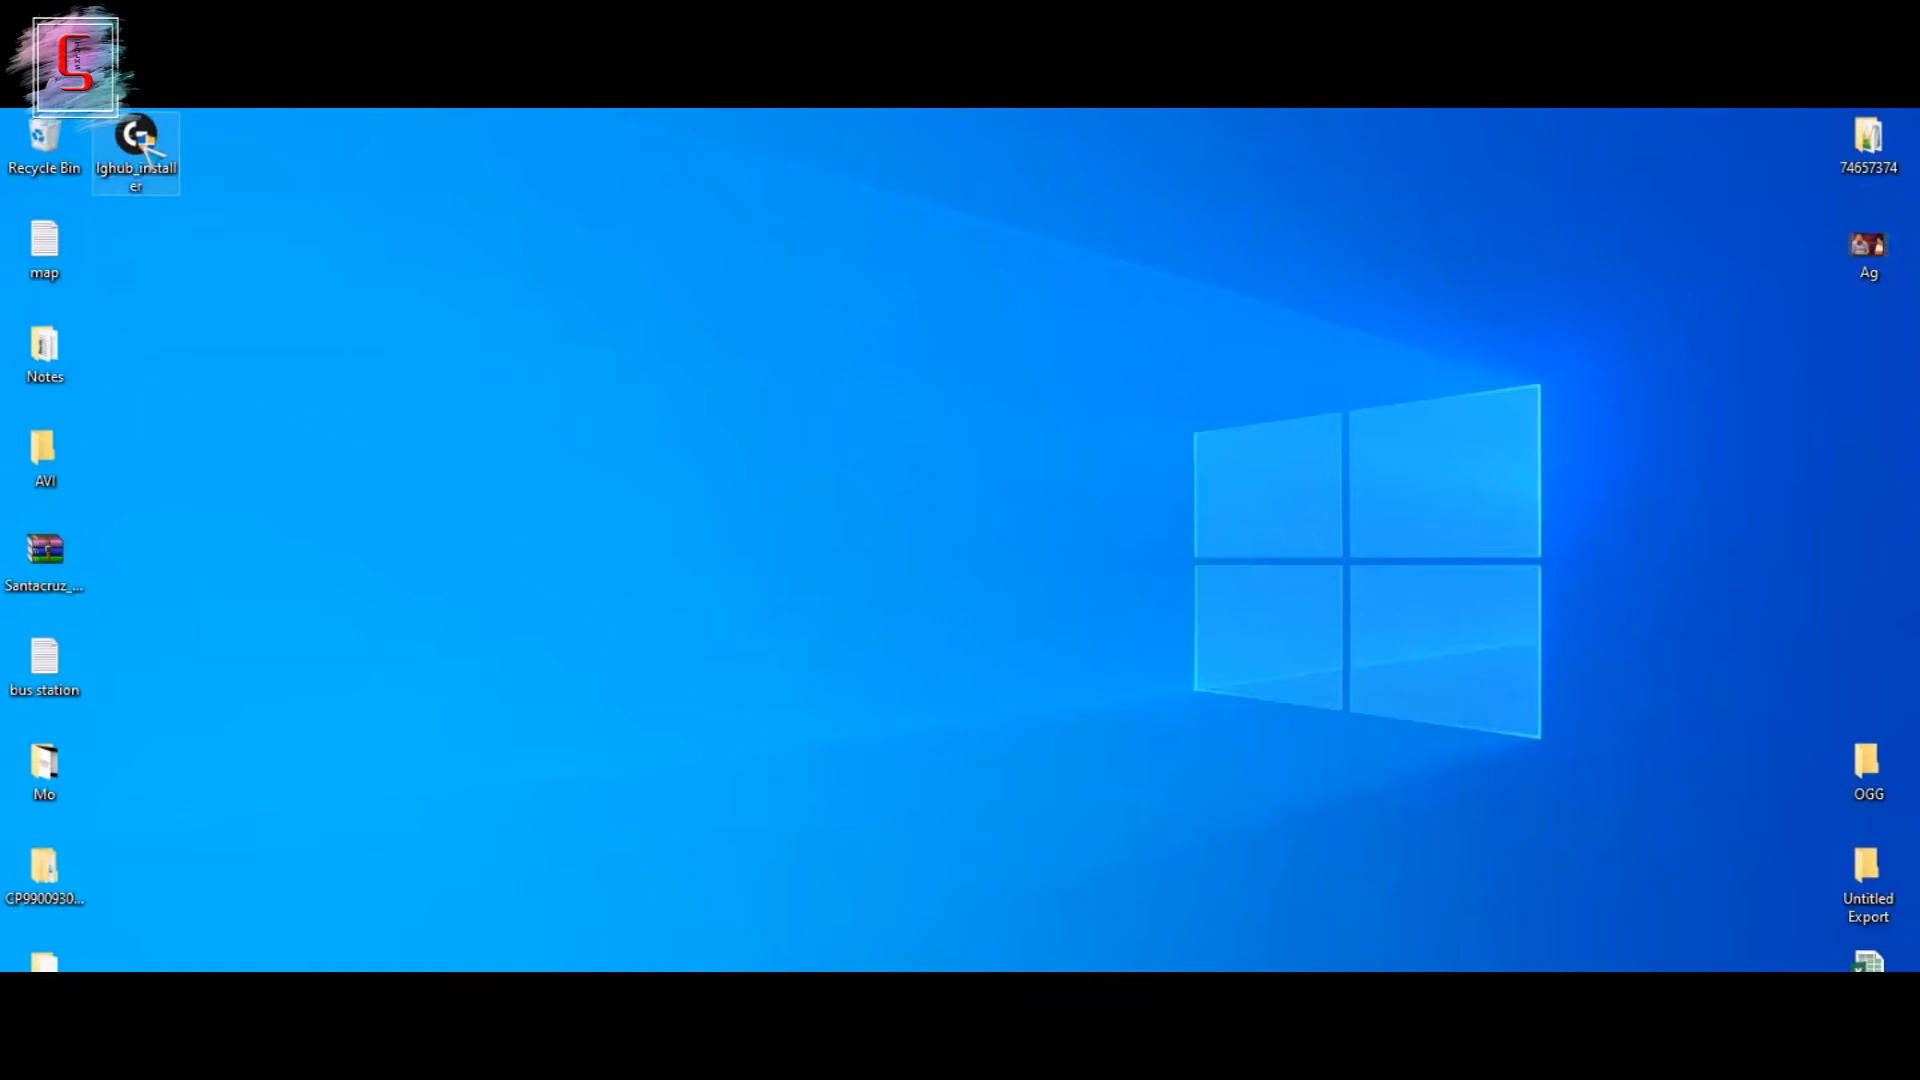 Recycle Bin
lghub_install
er
74657374
map
Ag
Notes
AVI
Santacruz_...
bus station
Mo
OGG
CP9900930...
Untitled
Export